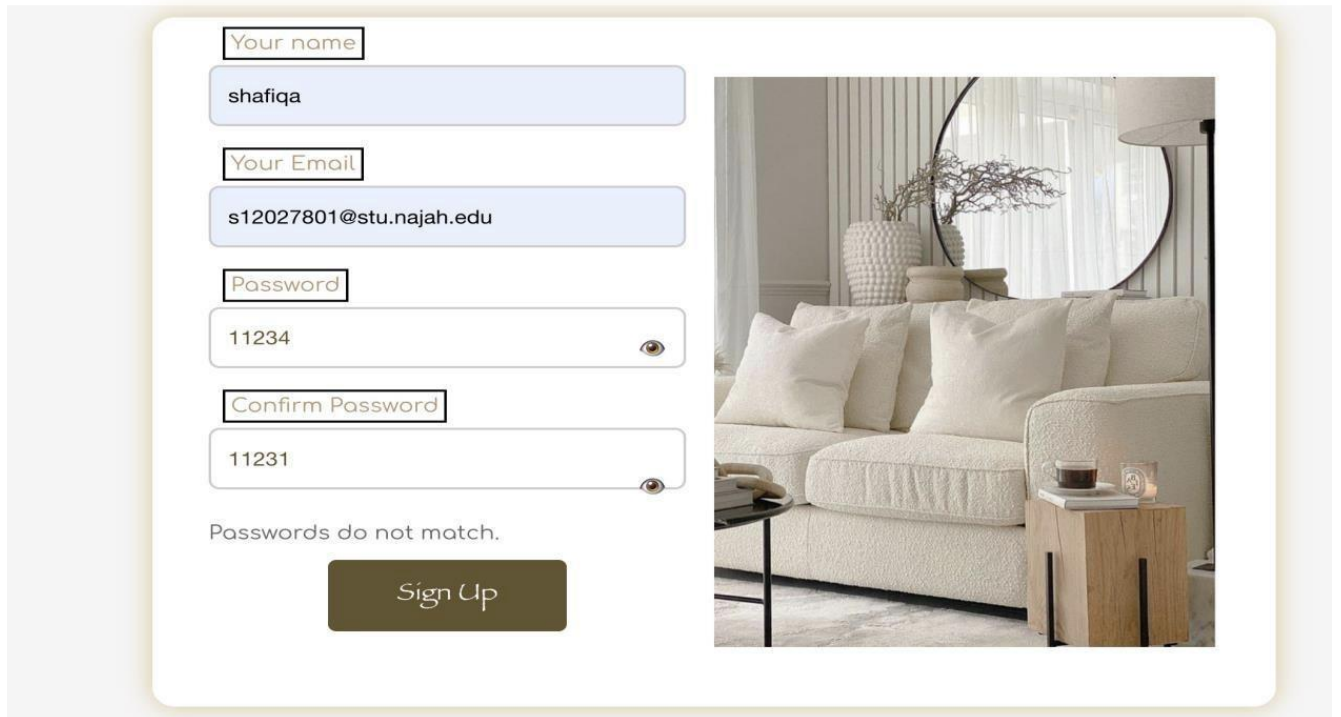 Your name
shafiqa
Your Email
s12027801@stu.najah.edu
Password
11234
Confirm Password
11231
Passwords do not match.
Sign Up